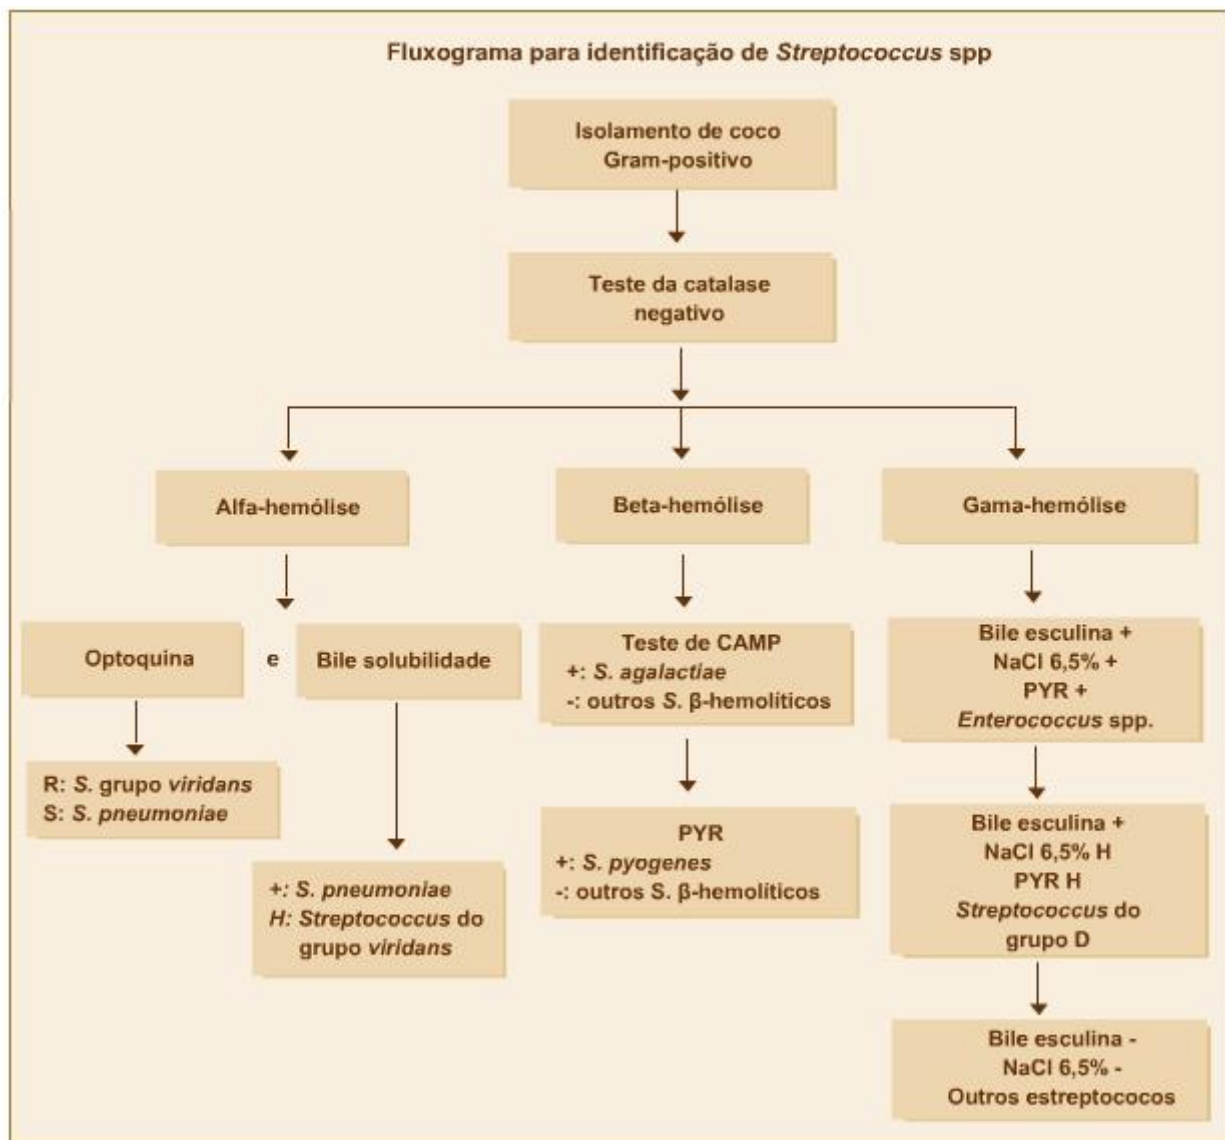 Fluxograma para identificação de Streptococcus spp
Isolamento de coco
Gram-positivo
Teste da catalase
negativo
Alfa-hemólise
Beta-hemólise
Gama-hemólise
Optoquina
e
Bile solubilidade
R: S. grupo viridans
S: S. pneumoniae
+: S. pneumoniae
H: Streptococcus do
grupo viridans
Teste de CAMP
+: S. agalactiae
-: outros S. β-hemolíticos
PYR
+: S. pyogenes
-: outros S. β-hemolíticos
Bile esculina +
NaCl 6,5% +
PYR +
Enterococcus spp.
Bile esculina +
NaCl 6,5% H
PYR H
Streptococcus do
grupo D
Bile esculina -
NaCl 6,5% -
Outros estreptococos